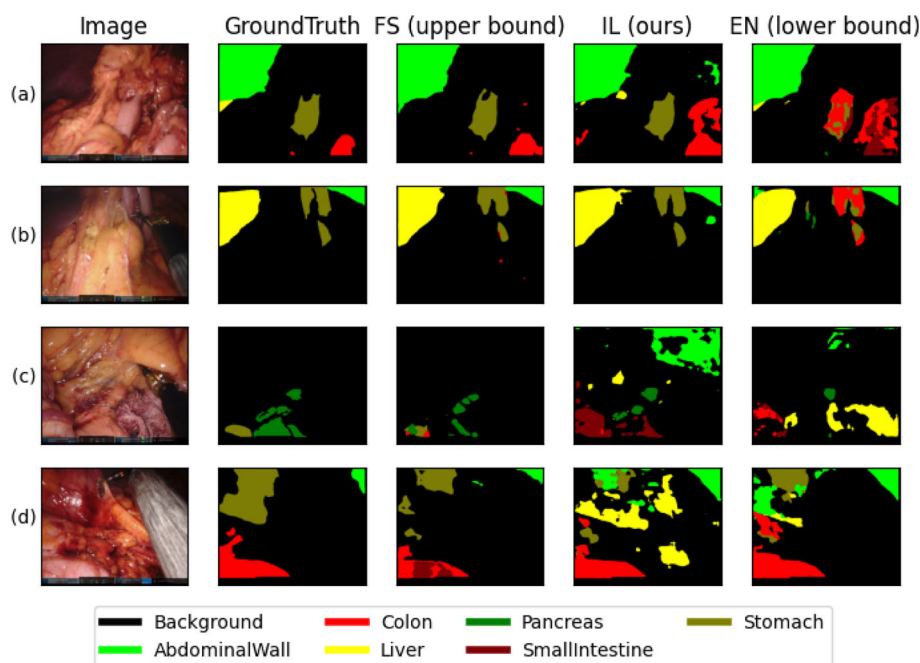 Image GroundTruth FS (upper bound) IL (ours) EN (lower bound)
(a)
(b)
(c)
(d)
Background Colon Pancreas Stomach
AbdominalWall Liver SmallIntestine